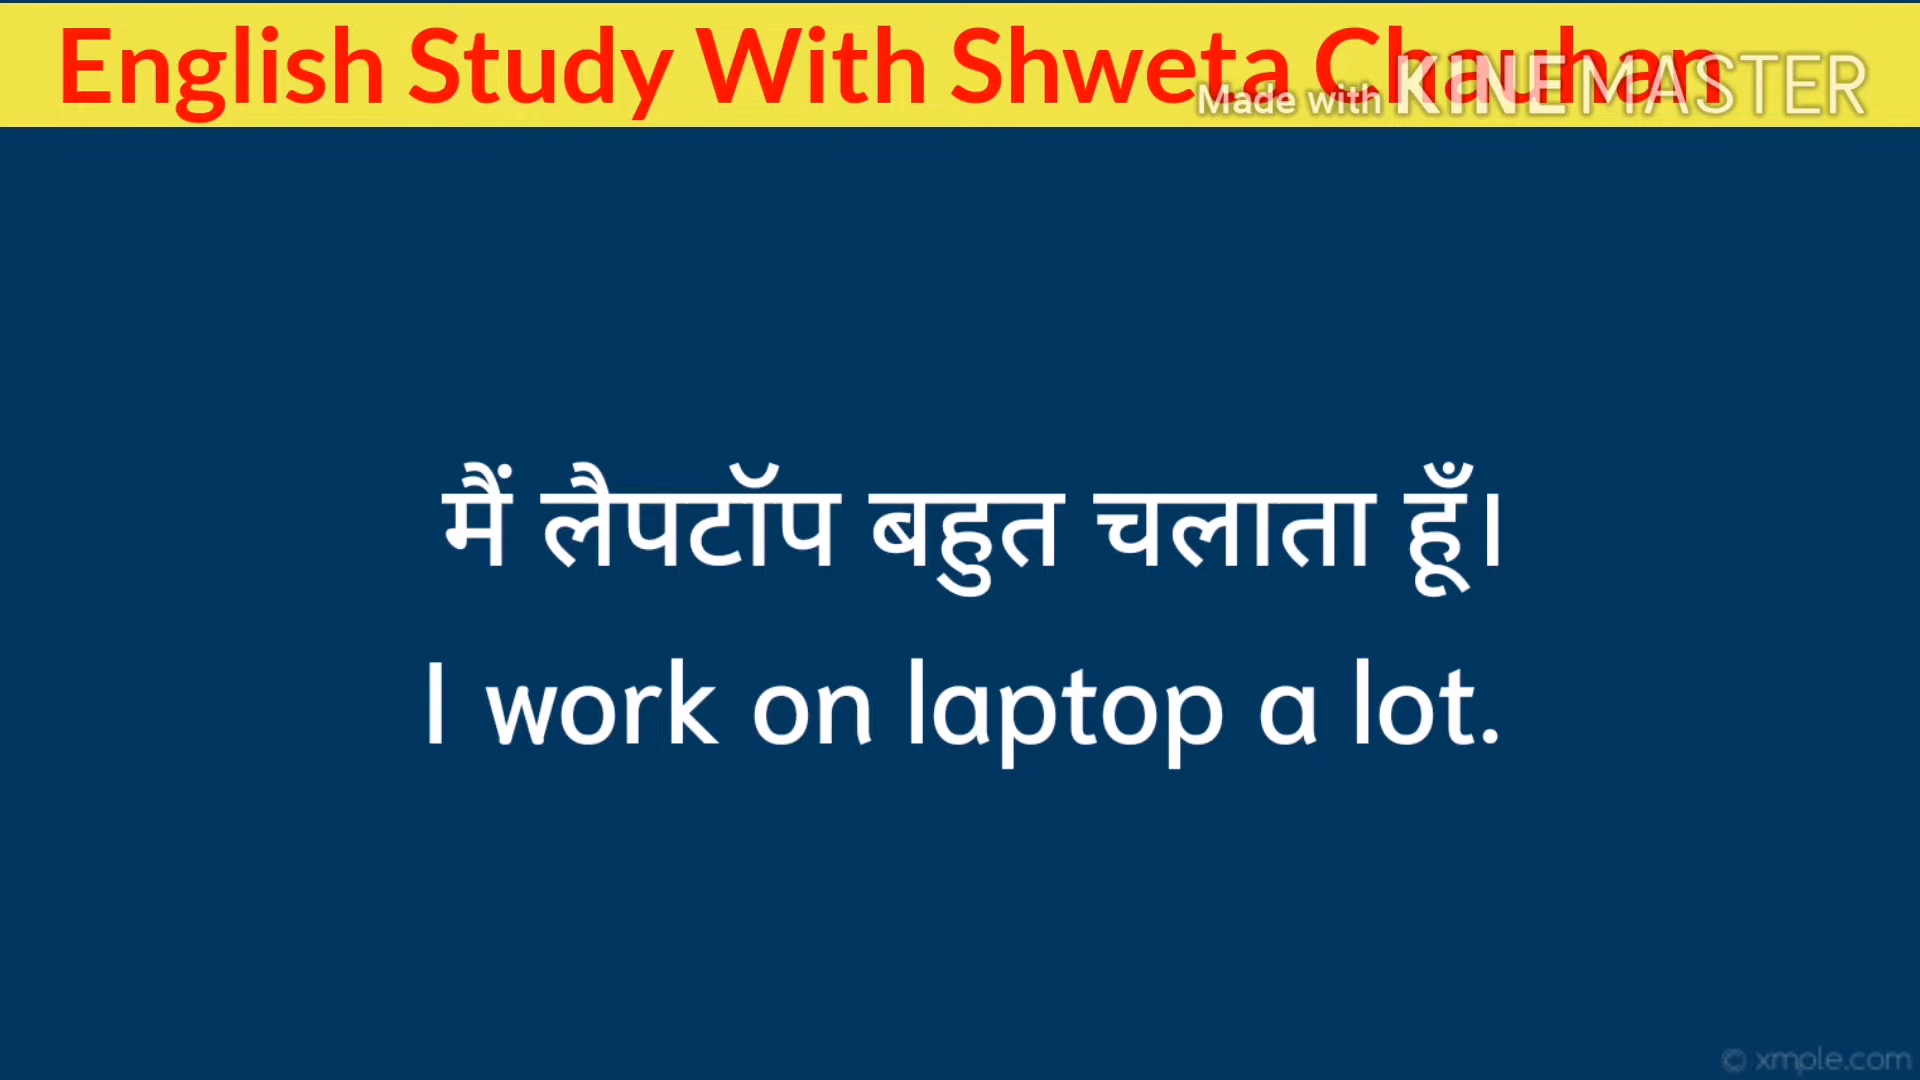 English Study With Shweta Chauhan
Made with KINEMASTER
मैं लैपटॉप बहुत चलाता हूँ।
I work on laptop a lot.
© xmple.com